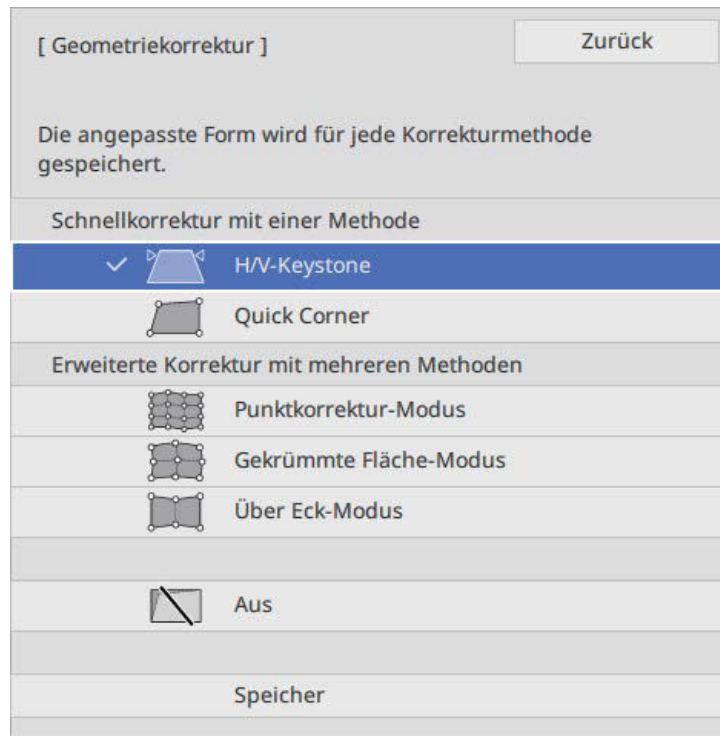 [ Geometriekorrektur ]
Zurück
Die angepasste Form wird für jede Korrekturmethode
gespeichert.
Schnellkorrektur mit einer Methode
H/V-Keystone
Quick Corner
Erweiterte Korrektur mit mehreren Methoden
Punktkorrektur-Modus
Gekrümmte Fläche-Modus
Über Eck-Modus
Aus
Speicher